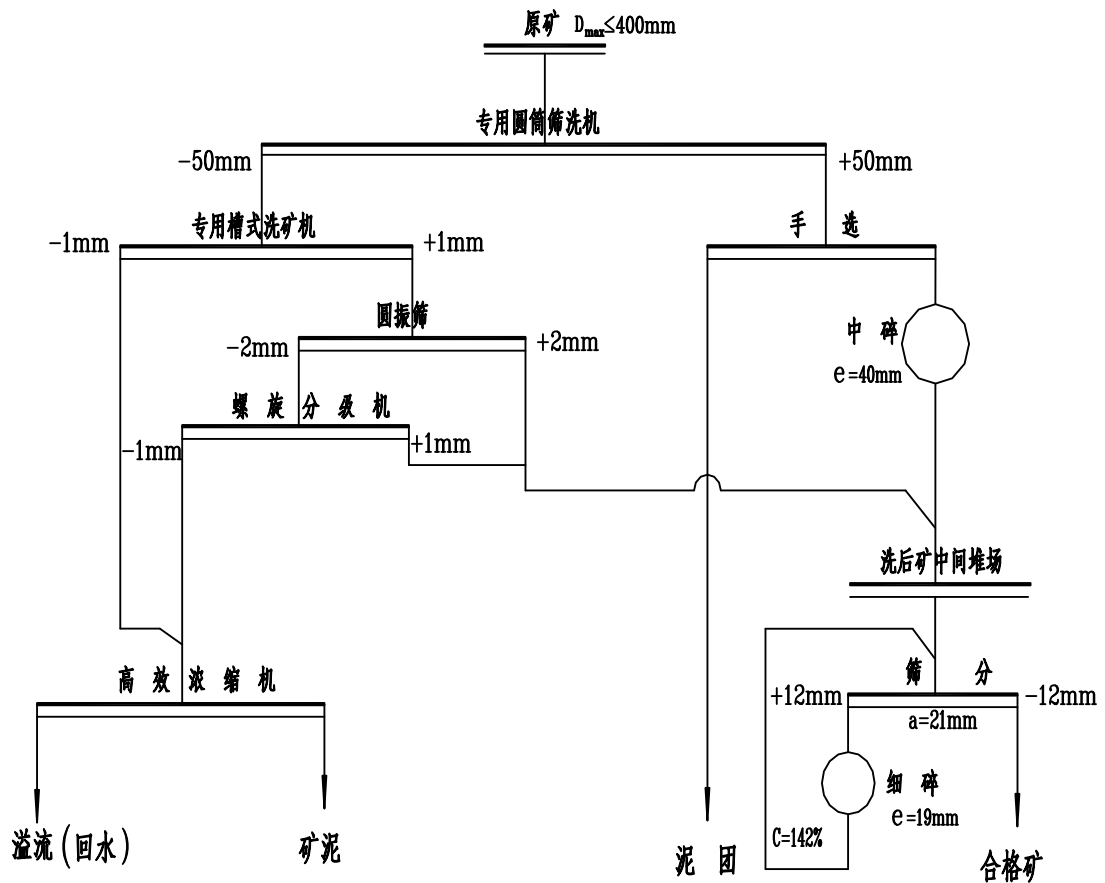 原矿 Dmax≤400mm
专用圆筒筛洗机
-50mm
+50mm
专用槽式洗矿机
手 选
-1mm
+1mm
圆振筛
中 碎
-2mm
+2mm
e=40mm
螺 旋 分 级 机
-1mm
+1mm
洗后矿中间堆场
高 效 浓 缩 机
筛 分
+12mm
-12mm
a=21mm
细 碎
e=19mm
C=142%
溢流(回水)
矿泥
泥 团
合格矿